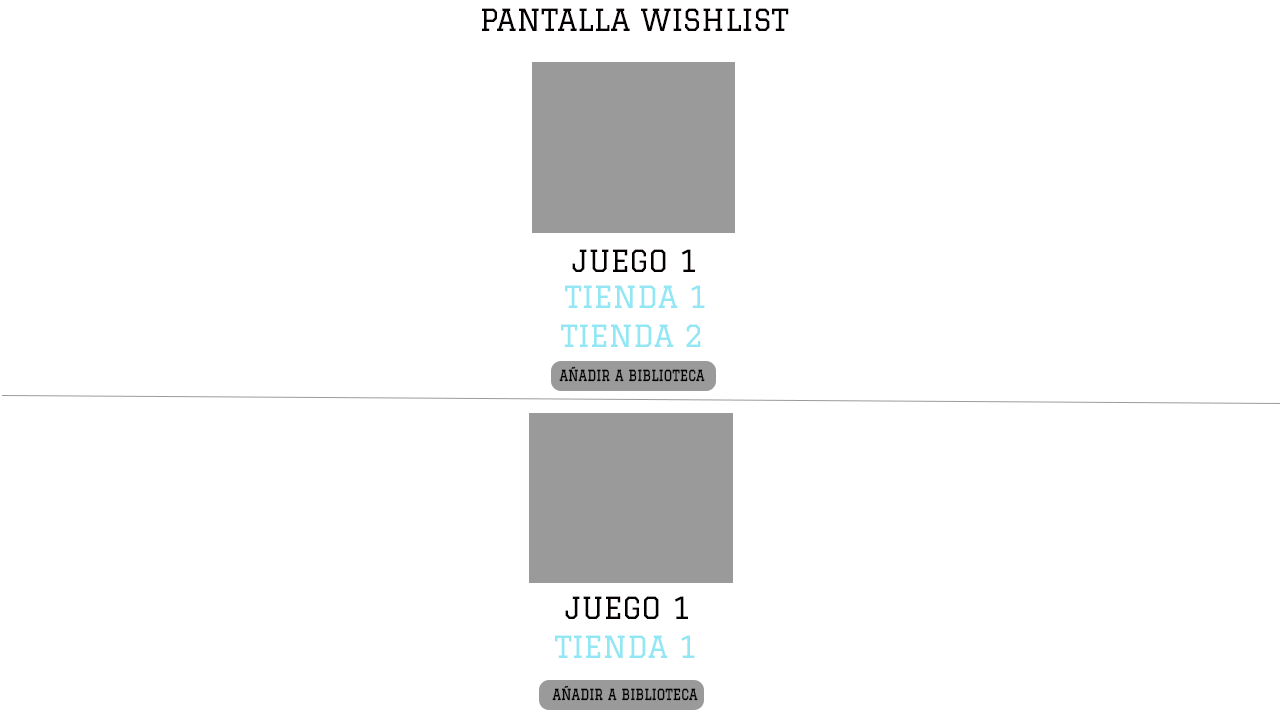 PANTALLA WISHLIST
JUEGO 1
TIENDA 1
TIENDA 2
AÑADIR A BIBLIOTECA
JUEGO 1
TIENDA 1
AÑADIR A BIBLIOTECA